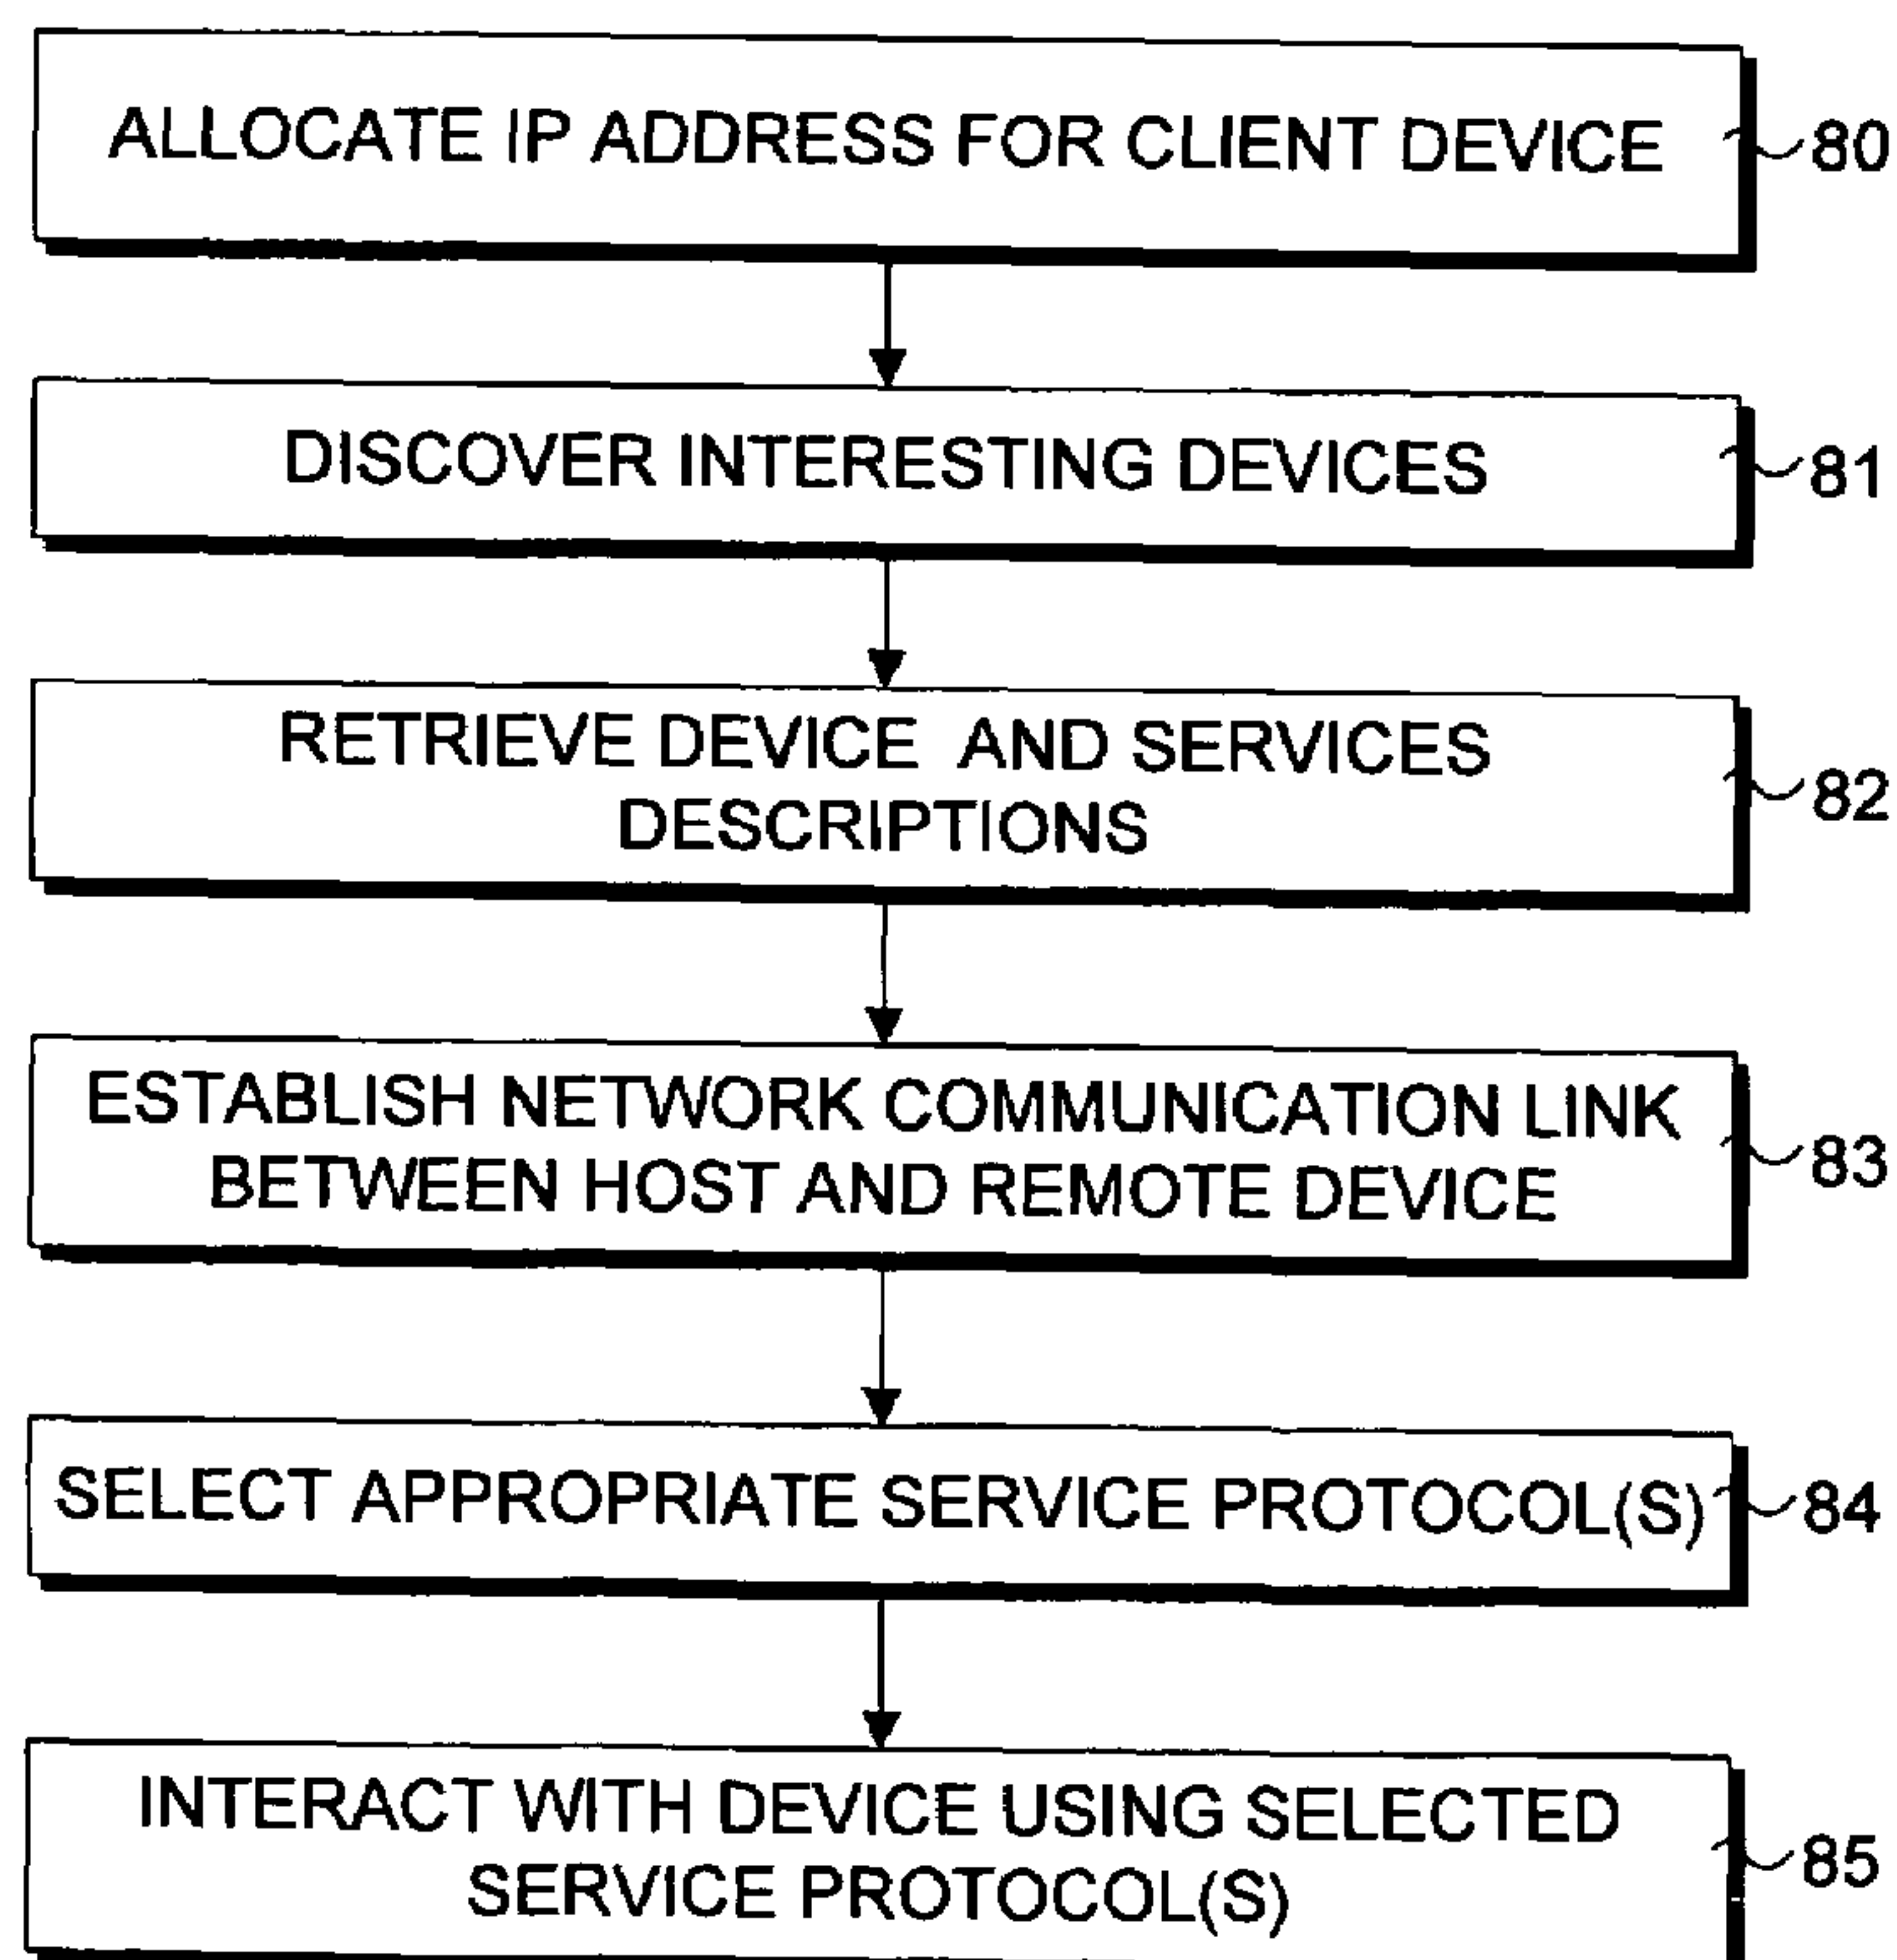 ALLOCATE IP ADDRESS FOR CLIENT DEVICE 80
DISCOVER INTERESTING DEVICES 81
RETRIEVE DEVICE AND SERVICES
DESCRIPTIONS
82
ESTABLISH NETWORK COMMUNICATION LINK
BETWEEN HOST AND REMOTE DEVICE
83
SELECT APPROPRIATE SERVICE PROTOCOL(S) 84
INTERACT WITH DEVICE USING SELECTED
SERVICE PROTOCOL(S)
85